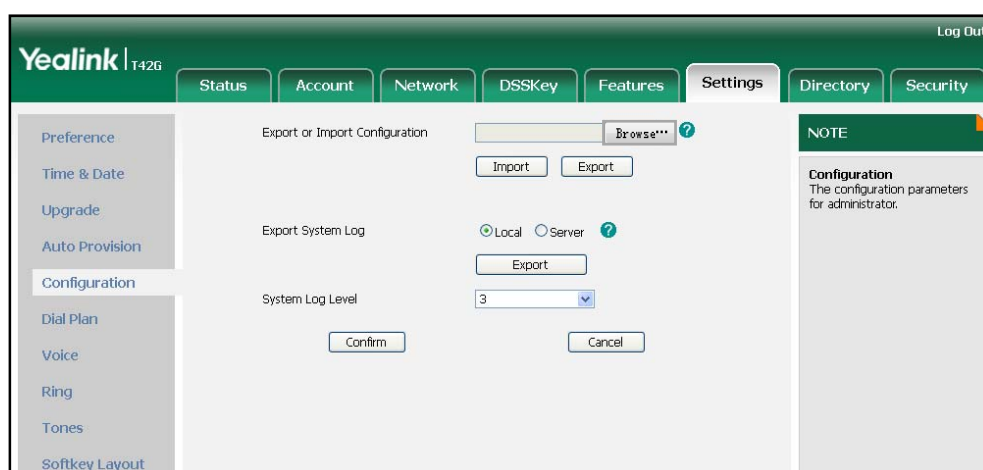 Log Out
Yealink T42G
Status Account Network DSSKey Features Settings Directory Security
Preference
Time & Date
Upgrade
Auto Provision
Configuration
Dial Plan
Voice
Ring
Tones
Softkey Layout
Export or Import Configuration Browse... ?
Import Export
Export System Log Local Server ?
Export
System Log Level 3
Confirm Cancel
NOTE
Configuration
The configuration parameters
for administrator.